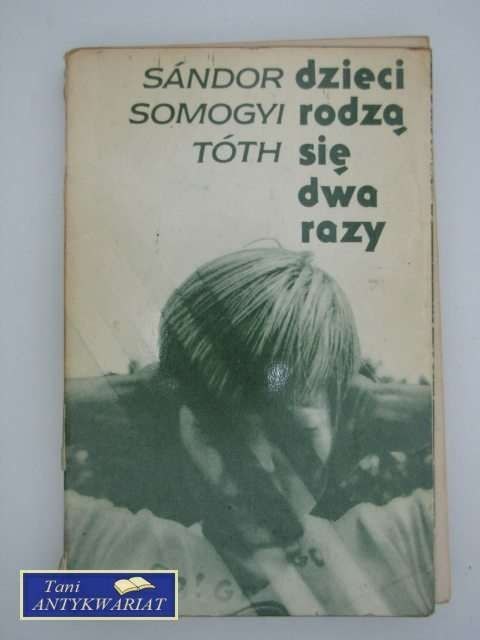 SÁNDOR
SOMOGYI
TÓTH
dzieci
rodzą
się
dwa
razy
Tani
ANTYKWARIAT